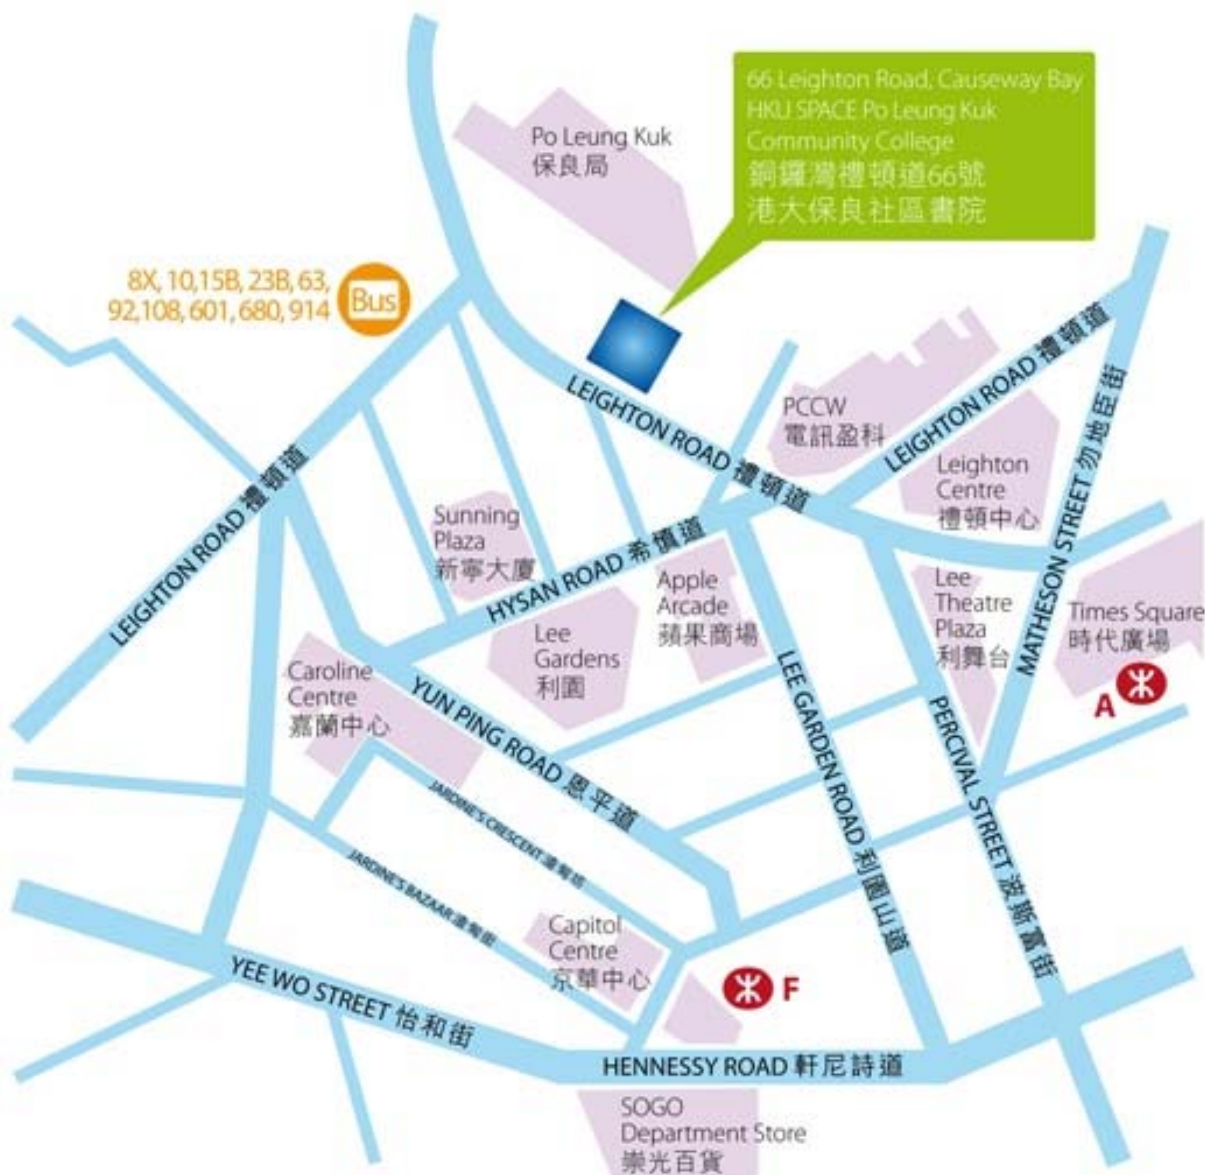 66 Leighton Road, Causeway Bay
HKU SPACE Po Leung Kuk
Community College
銅鑼灣禮頓道66號
港大保良社區書院
Po Leung Kuk
保良局
8X, 10,15B, 23B, 63,
92,108, 601, 680, 914
Bus
LEIGHTON ROAD 禮頓道
LEIGHTON ROAD 禮頓道
LEIGHTON ROAD 禮頓道
PCCW
電訊盈科
Leighton
Centre
禮頓中心
MATHESON STREET 勿地臣街
Sunning
Plaza
新寧大廈
HYSAN ROAD 希慎道
Apple
Arcade
蘋果商場
Lee
Theatre
Plaza
利舞台
Times Square
時代廣場
A
Lee
Gardens
利園
Caroline
Centre
嘉蘭中心
YUN PING ROAD 恩平道
LEE GARDEN ROAD 利園山道
PERCIVAL STREET 波斯富街
JARDINE'S CRESCENT 渣甸坊
JARDINE'S BAZAAR 渣甸街
Capitol
Centre
京華中心
F
YEE WO STREET 怡和街
HENNESSY ROAD 軒尼詩道
SOGO
Department Store
崇光百貨